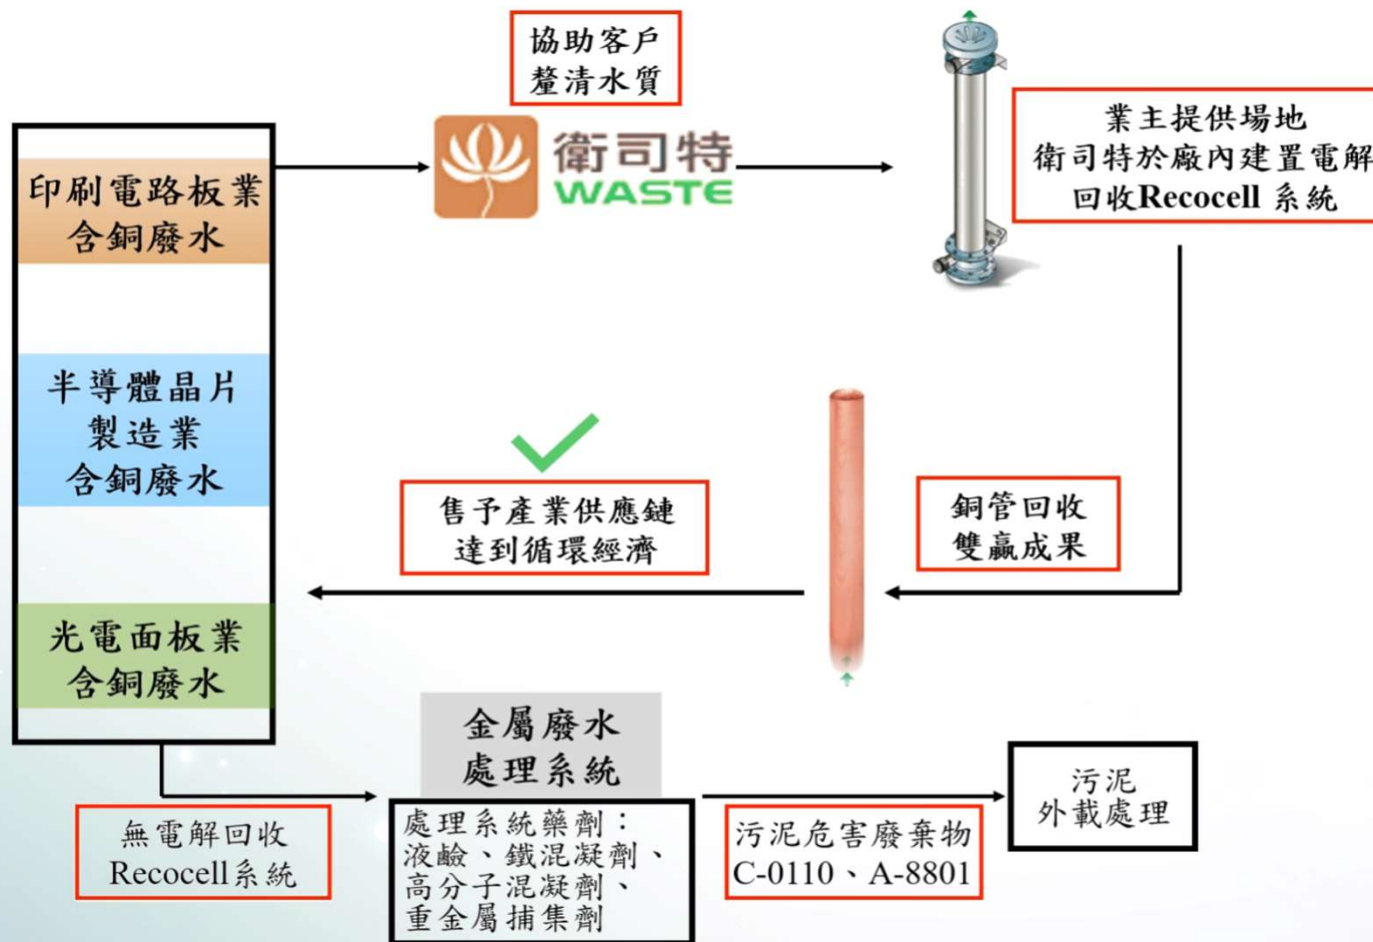 協助客戶
釐清水質
衛司特
WASTE
業主提供場地
衛司特於廠內建置電解
回收Recocell 系統
印刷電路板業
含銅廢水
半導體晶片
製造業
含銅廢水
光電面板業
含銅廢水
銅管回收
雙贏成果
售予產業供應鏈
達到循環經濟
無電解回收
Recocell系統
金屬廢水
處理系統
處理系統藥劑：
液鹼、鐵混凝劑、
高分子混凝劑、
重金屬捕集劑
污泥危害廢棄物
C-0110、A-8801
污泥
外載處理